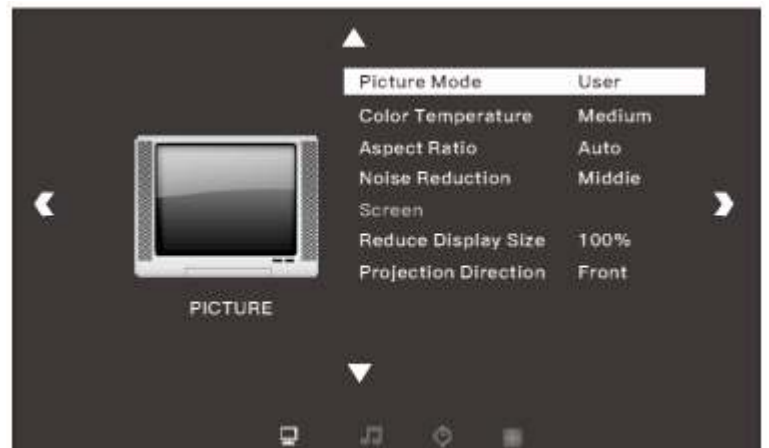 Picture Mode User
Color Temperature Medium
Aspect Ratio Auto
Noise Reduction Middie
Screen
Reduce Display Size 100%
Projection Direction Front
PICTURE